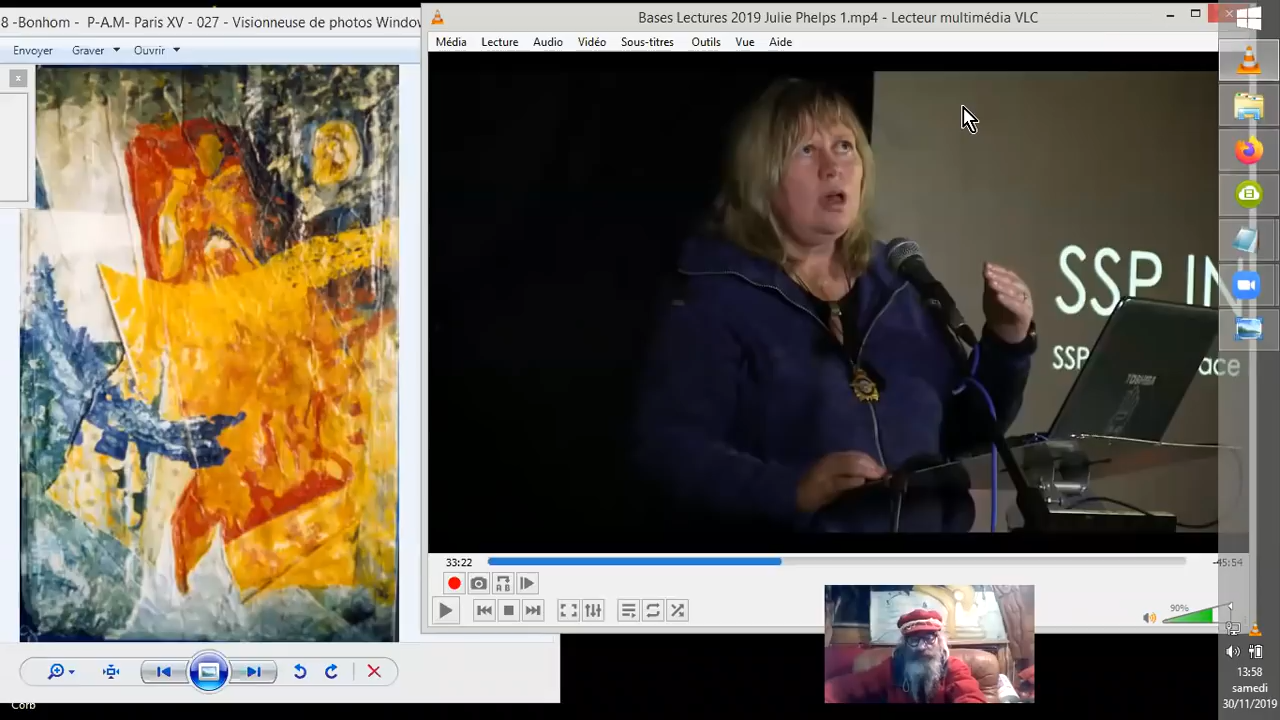 8 -Bonhom - P-A.M- Paris XV - 027 - Visionneuse de photos Window
Envoyer Graver Ouvrir
Bases Lectures 2019 Julie Phelps 1.mp4 - Lecteur multimédia VLC
Média Lecture Audio Vidéo Sous-titres Outils Vue Aide
SSP IN
SSP ace
TOSHIBA
33:22
-45:54
90%
13:58
samedi
30/11/2019
Corb